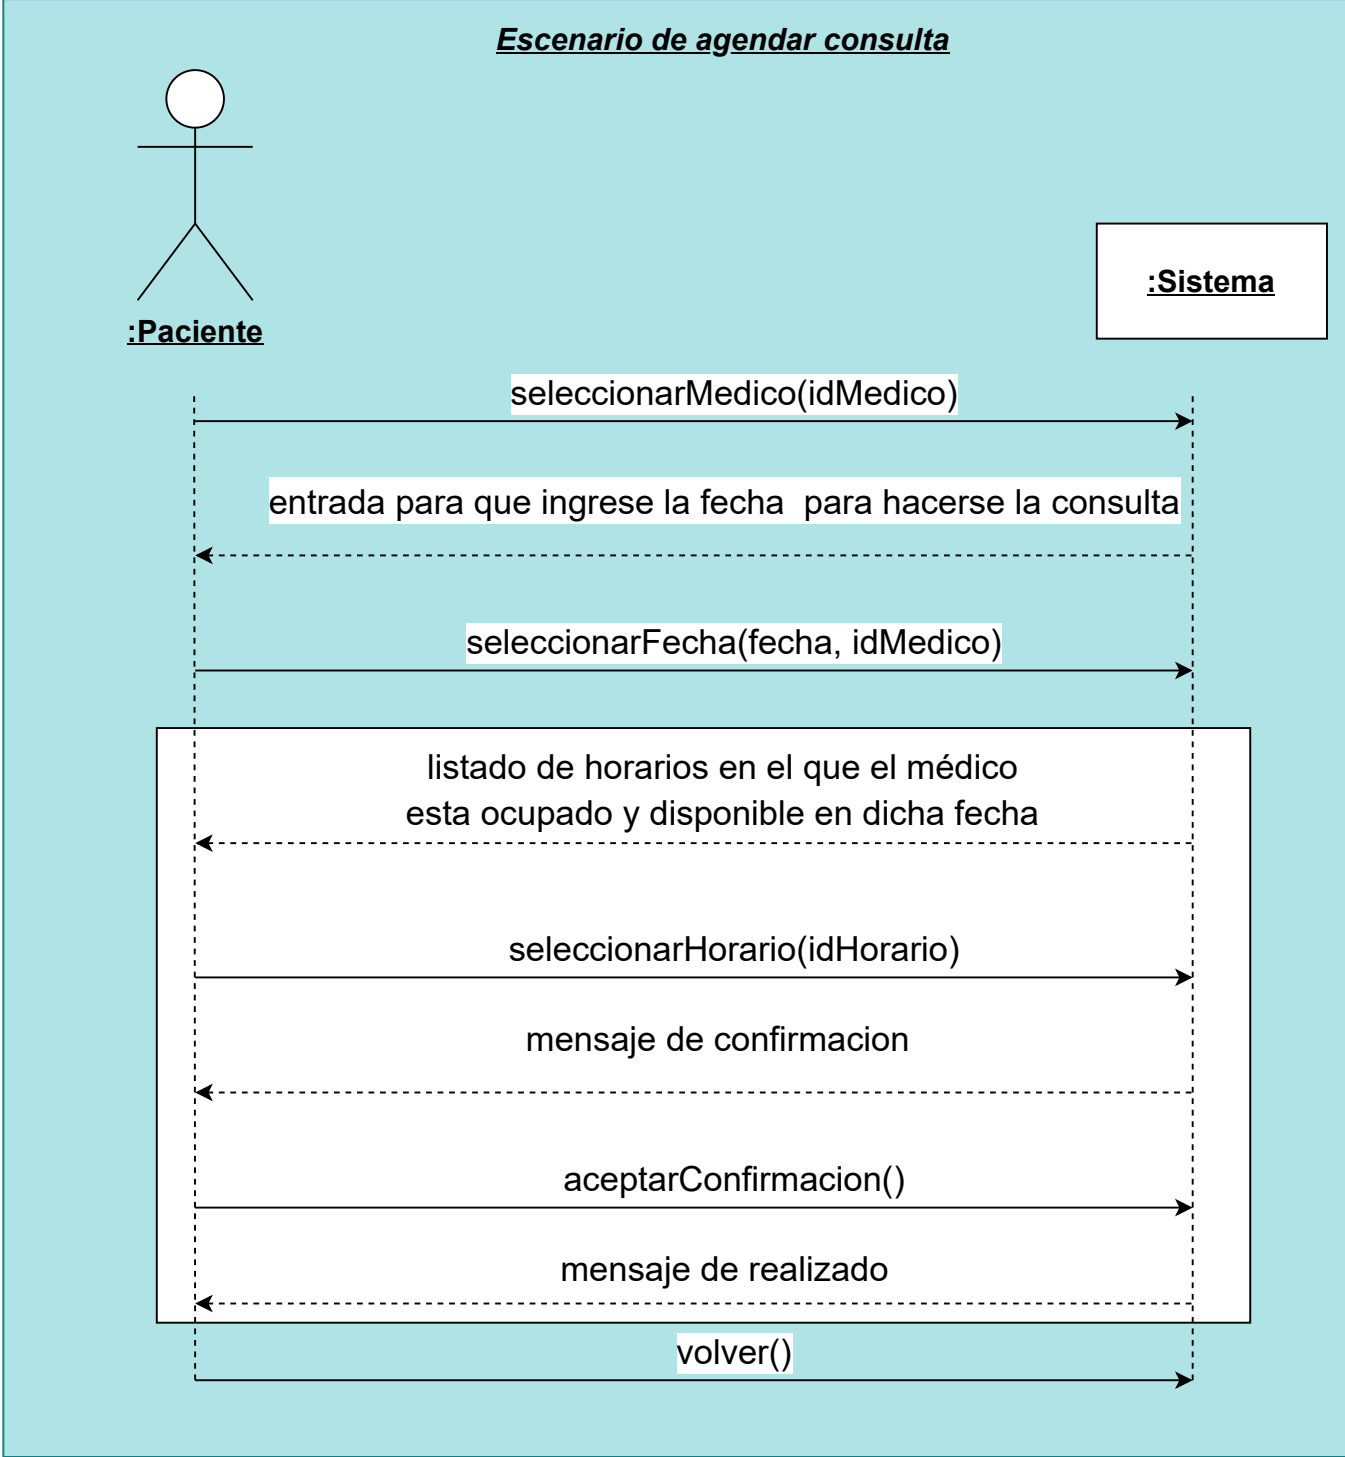 Escenario de agendar consulta
:Sistema
:Paciente
seleccionarMedico(idMedico)
entrada para que ingrese la fecha  para hacerse la consulta
seleccionarFecha(fecha, idMedico)
listado de horarios en el que el médico
esta ocupado y disponible en dicha fecha
seleccionarHorario(idHorario)
mensaje de confirmacion
aceptarConfirmacion()
mensaje de realizado
volver()